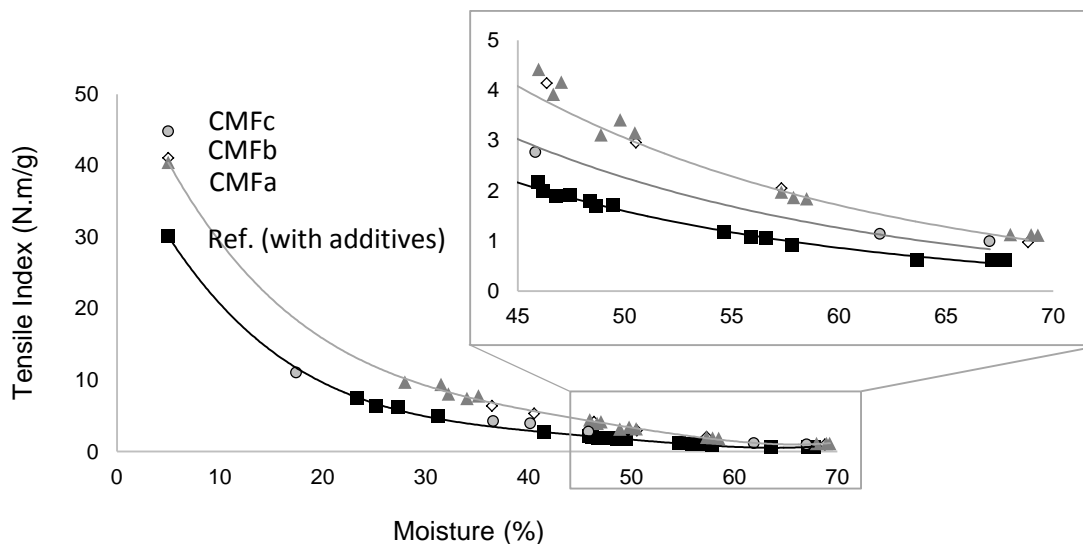 5
4
3
2
1
0
45 50 55 60 65 70
50
40
30
20
10
0
CMFc
CMFb
CMFa
Ref. (with additives)
Tensile Index (N.m/g)
0 10 20 30 40 50 60 70
Moisture (%)